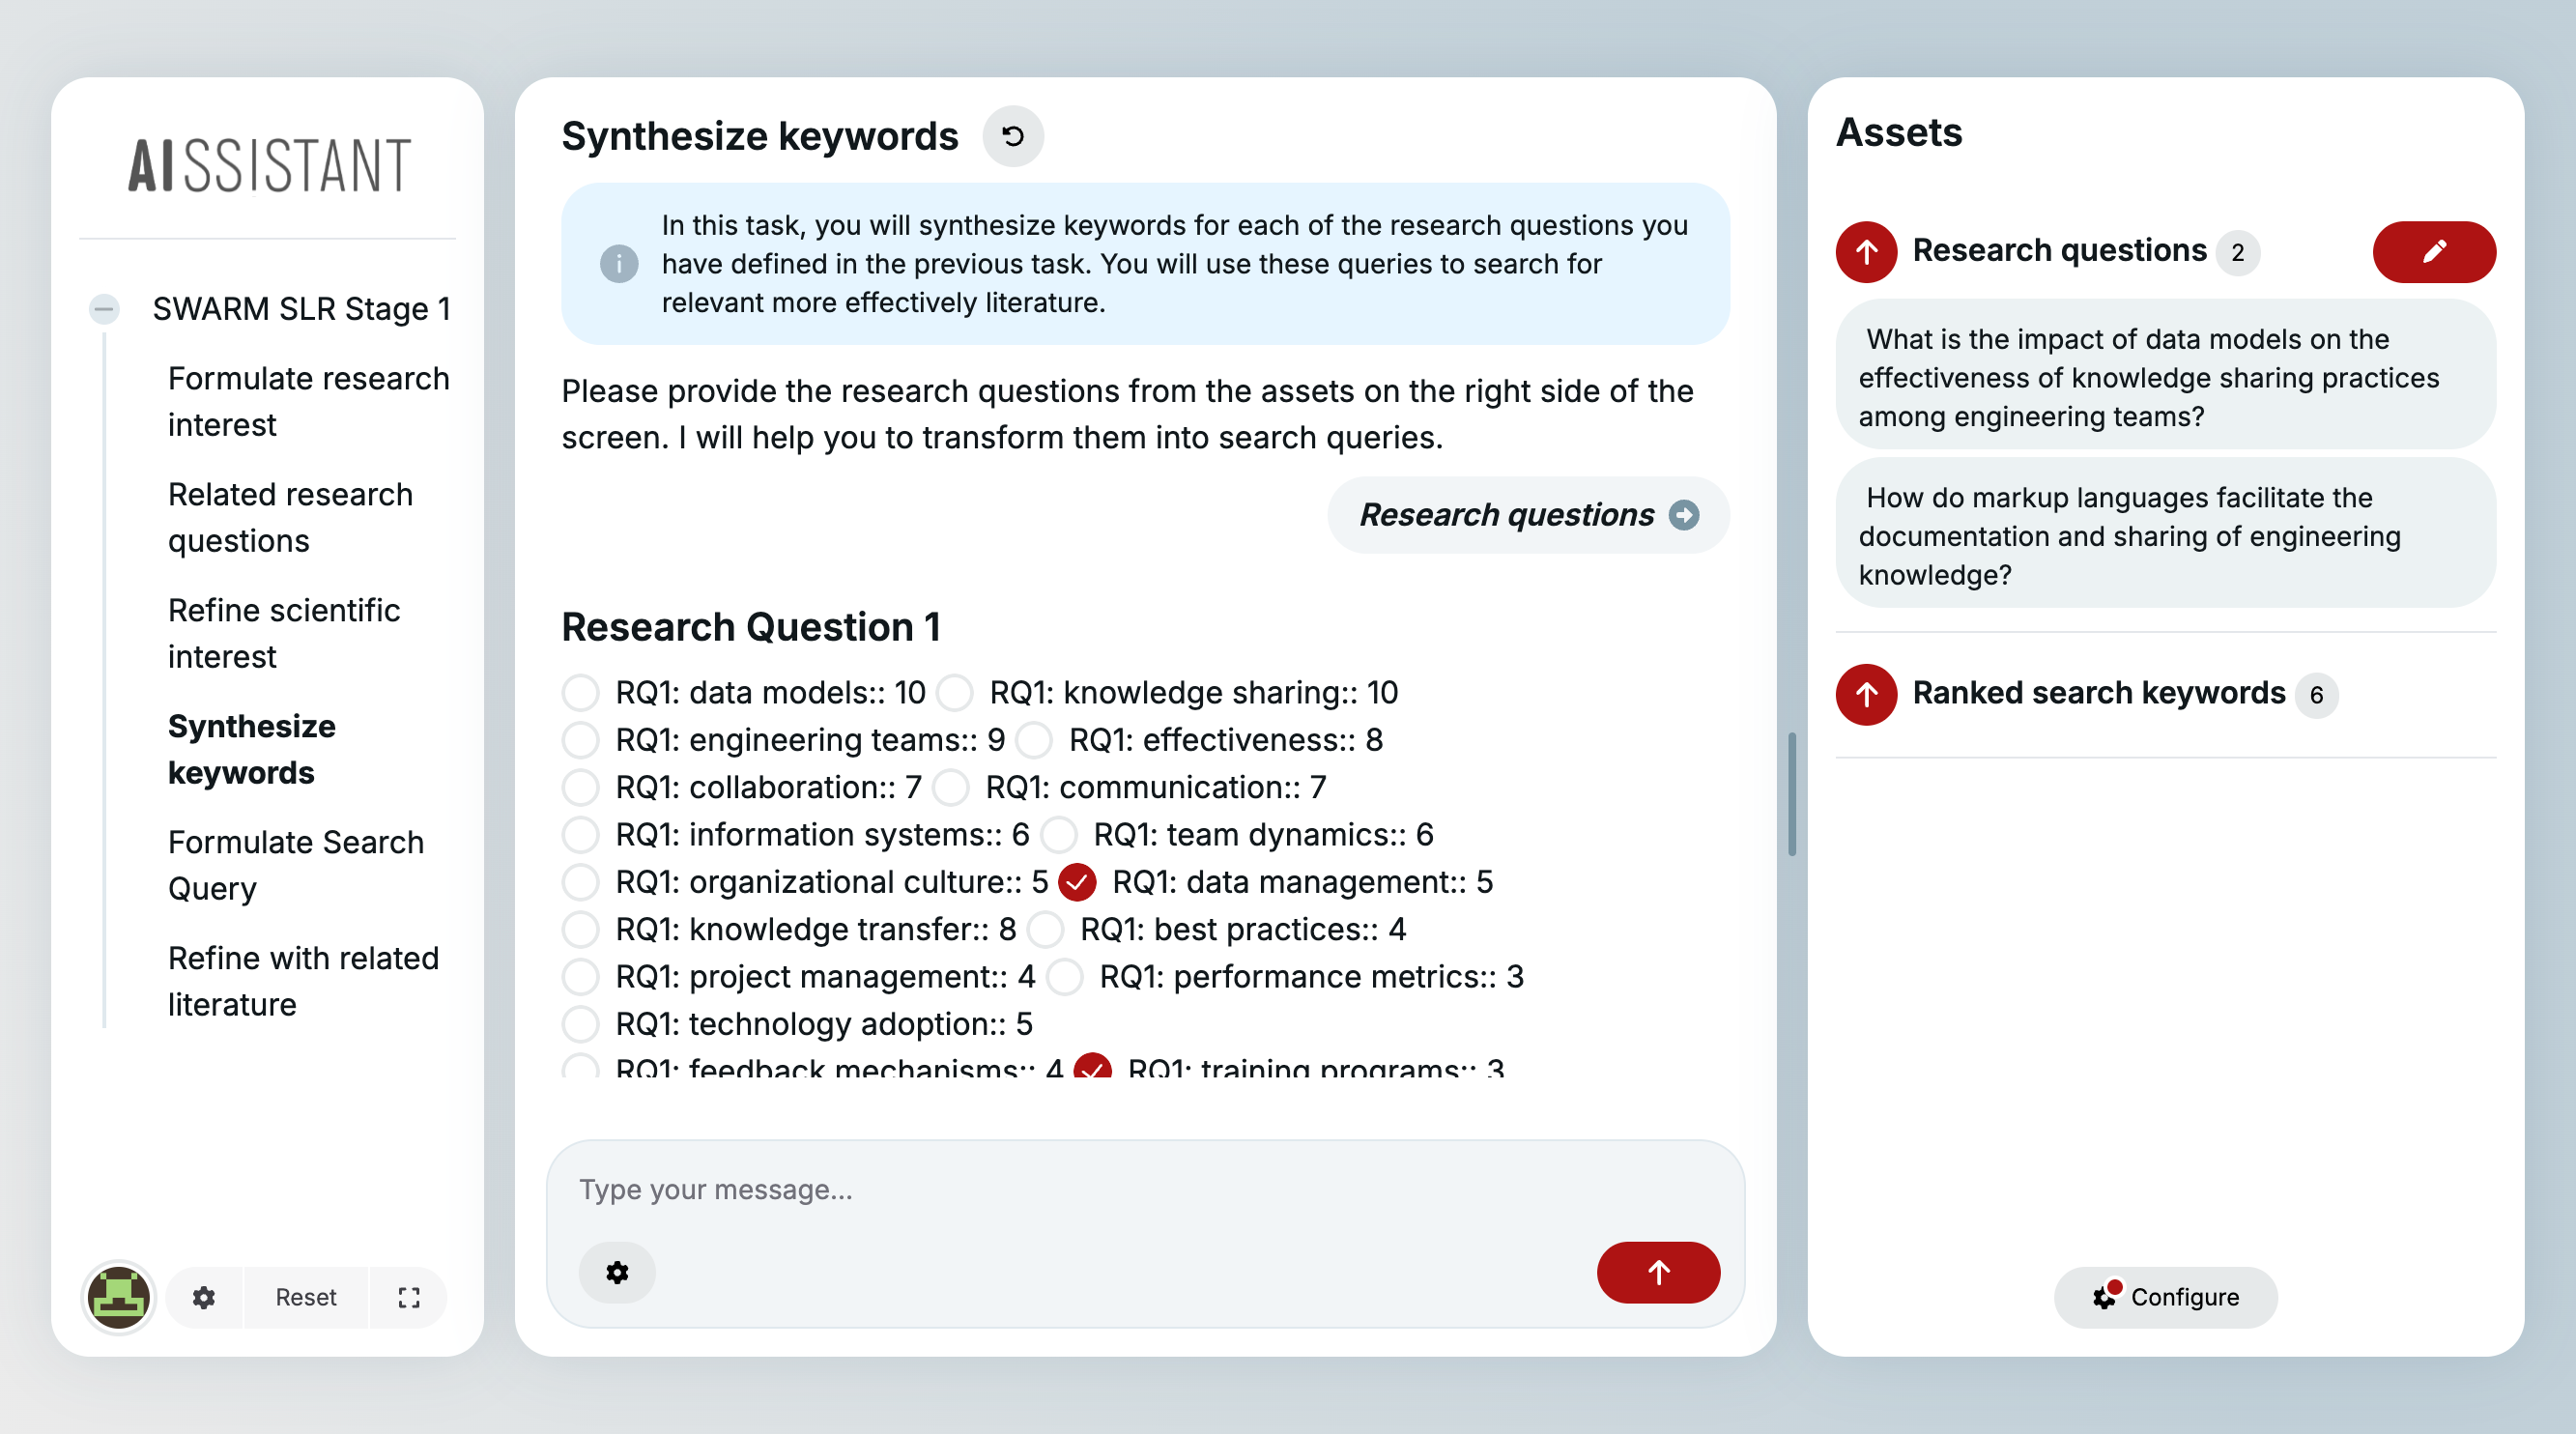 AISSISTANT
SWARM SLR Stage 1
Formulate research
interest
Related research
questions
Refine scientific
interest
Synthesize
keywords
Formulate Search
Query
Refine with related
literature
Reset
Synthesize keywords
In this task, you will synthesize keywords for each of the research questions you
have defined in the previous task. You will use these queries to search for
relevant more effectively literature.
Please provide the research questions from the assets on the right side of the
screen. I will help you to transform them into search queries.
Research questions
Research Question 1
RQ1: data models:: 10 RQ1: knowledge sharing:: 10
RQ1: engineering teams:: 9 RQ1: effectiveness:: 8
RQ1: collaboration:: 7 RQ1: communication:: 7
RQ1: information systems:: 6 RQ1: team dynamics:: 6
RQ1: organizational culture:: 5 RQ1: data management:: 5
RQ1: knowledge transfer:: 8 RQ1: best practices:: 4
RQ1: project management:: 4 RQ1: performance metrics:: 3
RQ1: technology adoption:: 5
RQ1: feedback mechanisms:: 4 RQ1: training programs:: 3
Type your message...
Assets
Research questions 2
What is the impact of data models on the
effectiveness of knowledge sharing practices
among engineering teams?
How do markup languages facilitate the
documentation and sharing of engineering
knowledge?
Ranked search keywords 6
Configure